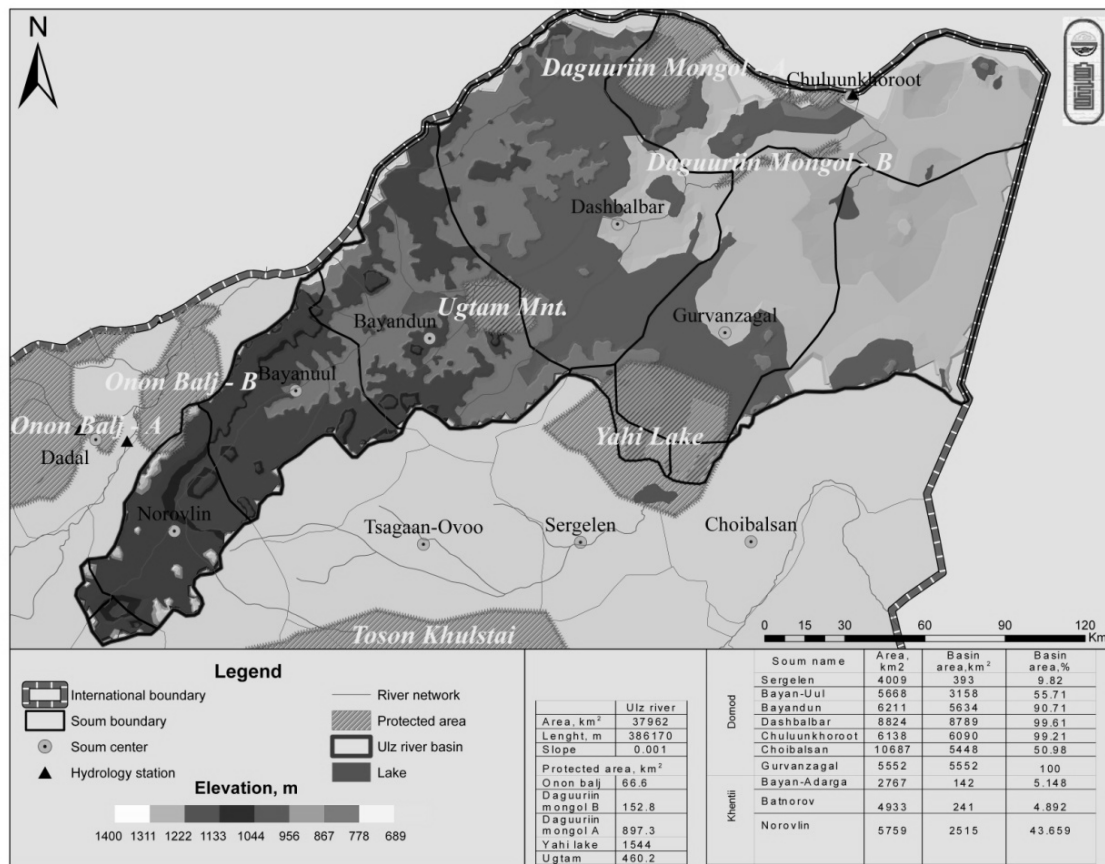 N
Daguuriin Mongol - A
Chuluunkhoroot
Daguuriin Mongol - B
Dashbalbar
Ugtam Mnt.
Bayandun
Gurvanzagal
Onon Balj - B
Bayanuul
Onon Balj - A
Dadal
Yahi Lake
Norovlin
Tsagaan-Ovoo
Sergelen
Choibalsan
Toson Khulstai
0 30 60 90 120
Km
Legend
International boundary
Soum boundary
Soum center
Hydrology station
River network
Protected area
Ulz river basin
Lake
Elevation, m
1400 1311 1222 1133 1044 956 867 778 689
Ulz river
Area, km² 37962
Lenght, m 386170
Slope 0.001
Protected area, km²
Onon balj 66.6
Daguuriin
mongol B 152.8
Daguuriin
mongol A 897.3
Yahi lake 1544
Ugtam 460.2
Soum name Area, km2 Basin area,km² Basin area,%
Domod
Sergelen 4009 393 9.82
Bayan-Uul 5668 3158 55.71
Bayandun 6211 5634 90.71
Dashbalbar 8824 8789 99.61
Chuluunkhoroot 6138 6090 99.21
Choibalsan 10687 5448 50.98
Gurvanzagal 5552 5552 100
Khentii
Bayan-Adarga 2767 142 5.148
Batnorov 4933 241 4.892
Norovlin 5759 2515 43.659